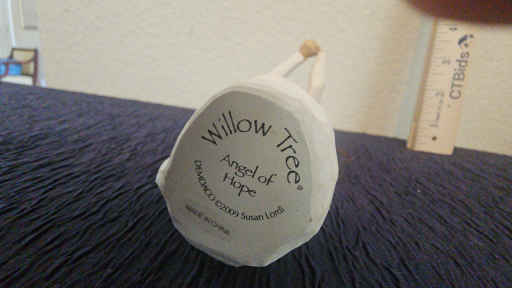 Willow Tree®
Angel of
Hope
DEMDACO ©2009 Susan Lordi
MADE IN CHINA
CTBids